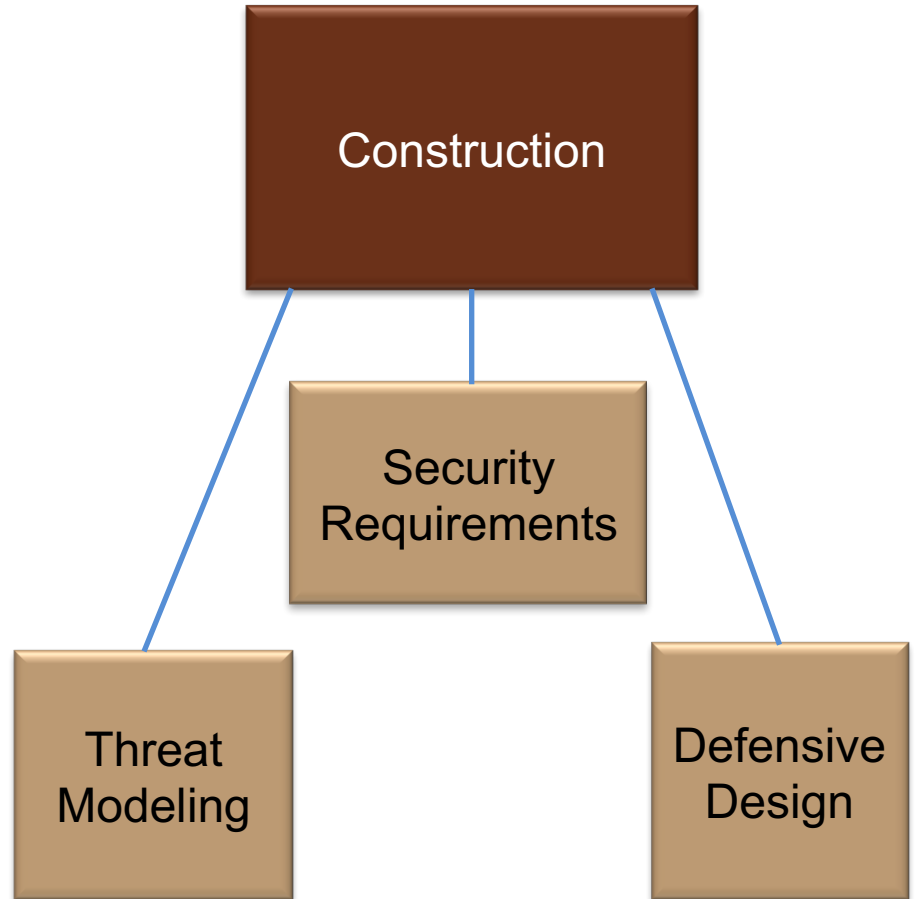 Construction
Security
Requirements
Threat
Modeling
Defensive
Design